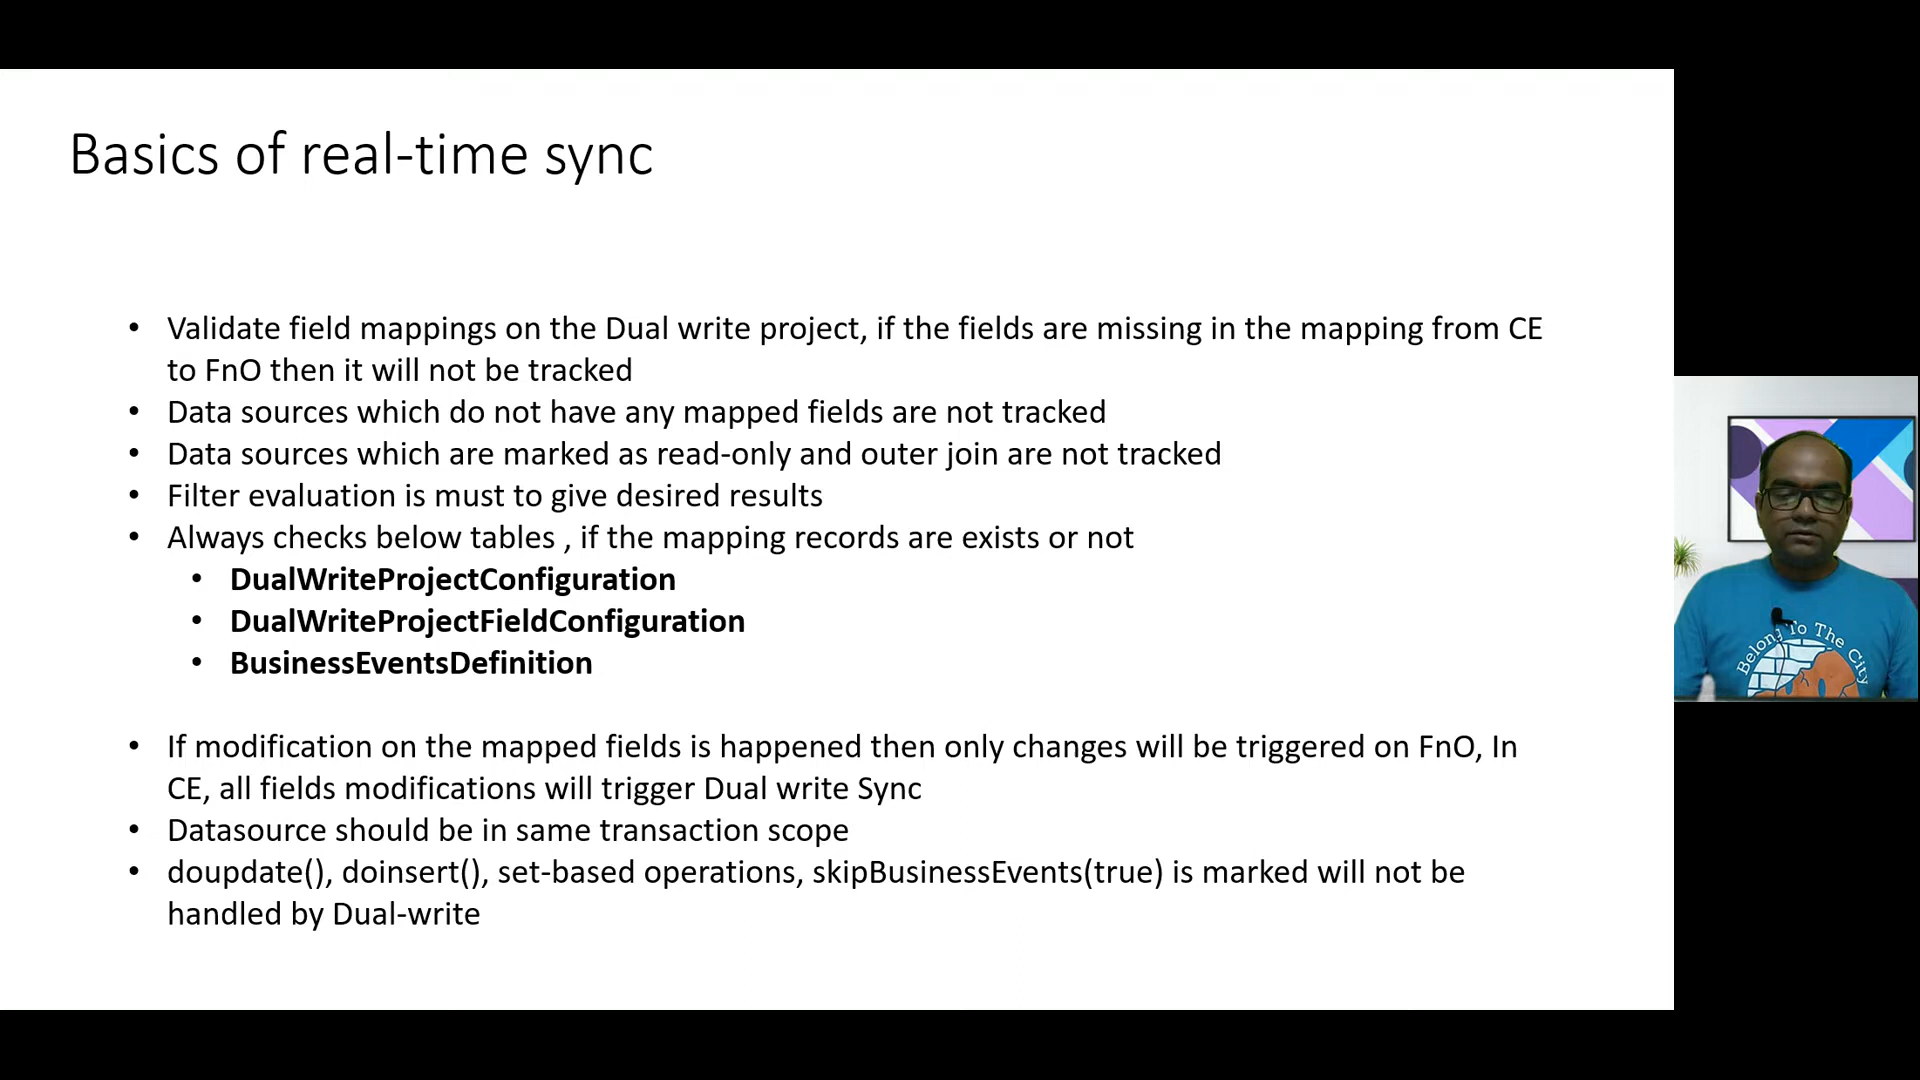 Basics of real-time sync
• Validate field mappings on the Dual write project, if the fields are missing in the mapping from CE
to FnO then it will not be tracked
• Data sources which do not have any mapped fields are not tracked
• Data sources which are marked as read-only and outer join are not tracked
• Filter evaluation is must to give desired results
• Always checks below tables , if the mapping records are exists or not
• DualWriteProjectConfiguration
• DualWriteProjectFieldConfiguration
• BusinessEventsDefinition
• If modification on the mapped fields is happened then only changes will be triggered on FnO, In
CE, all fields modifications will trigger Dual write Sync
• Datasource should be in same transaction scope
• doupdate(), doinsert(), set-based operations, skipBusinessEvents(true) is marked will not be
handled by Dual-write
Belong To The City